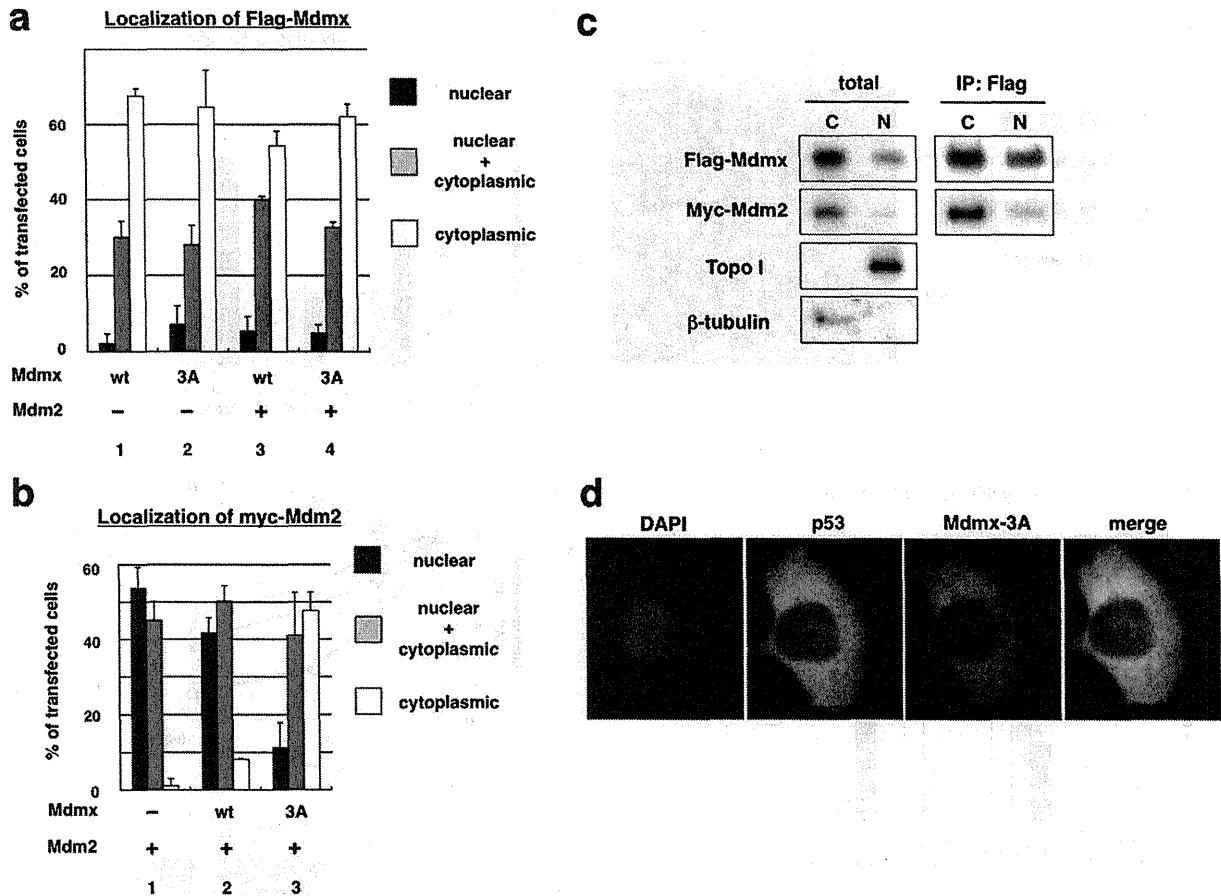 a
Localization of Flag-Mdmx
% of transfected cells
60
40
20
0
nuclear
nuclear
+
cytoplasmic
cytoplasmic
Mdmx wt 3A wt 3A
Mdm2 − − + +
1 2 3 4
b
Localization of myc-Mdm2
% of transfected cells
60
40
20
0
nuclear
nuclear
+
cytoplasmic
cytoplasmic
Mdmx − wt 3A
Mdm2 + + +
1 2 3
c
total IP: Flag
C N C N
Flag-Mdmx
Myc-Mdm2
Topo I
β-tubulin
d
DAPI p53 Mdmx-3A merge